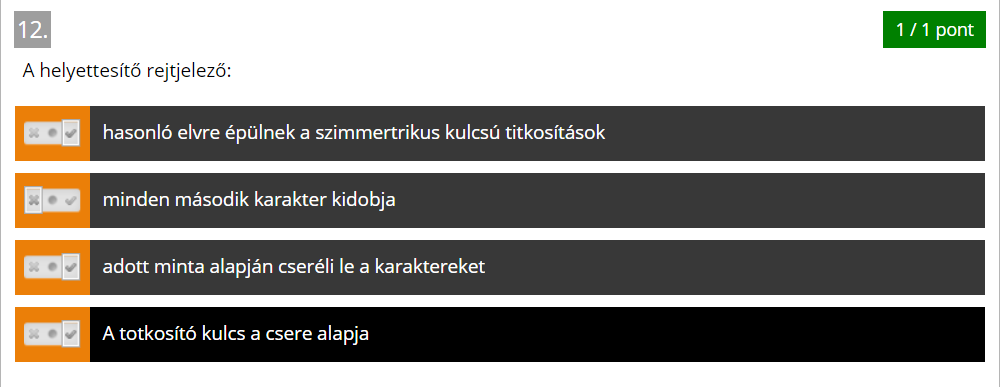 12.
1 / 1 pont
A helyettesítő rejtjelező:
hasonló elvre épülnek a szimmertrikus kulcsú titkosítások
minden második karakter kidobja
adott minta alapján cseréli le a karaktereket
A totkosító kulcs a csere alapja